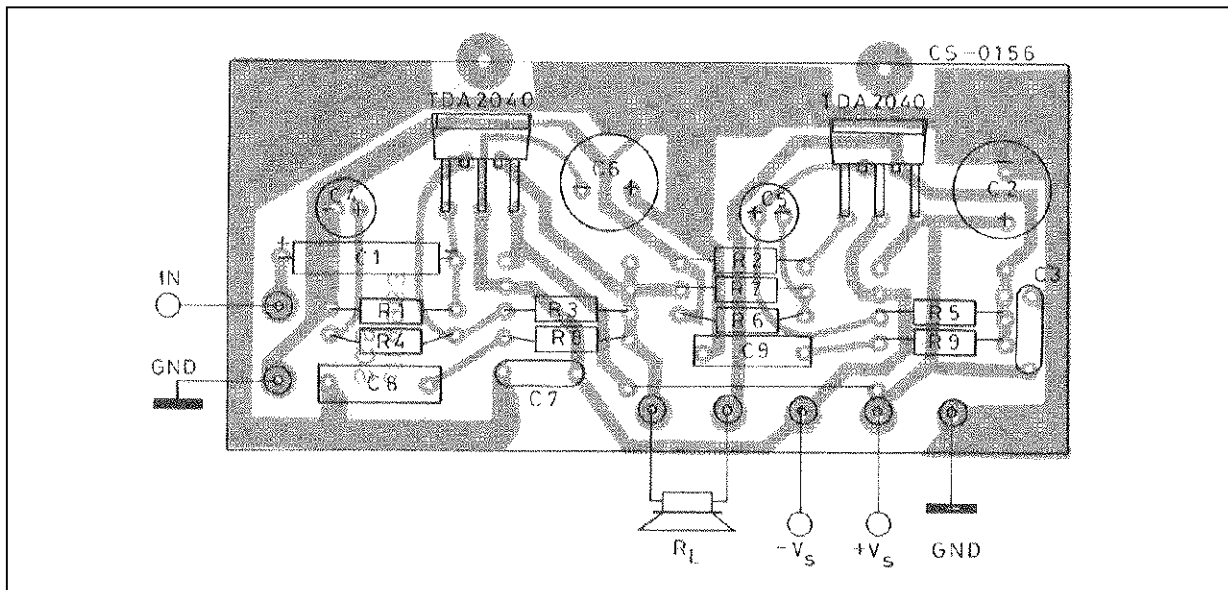 CS-0156
TDA2040
TDA2040
C4
C6
C5
C2
C1
R2
C3
IN
R7
R1
R3
R6
R5
R4
R8
R9
GND
C8
C7
C9
RL
-Vs
+Vs
GND